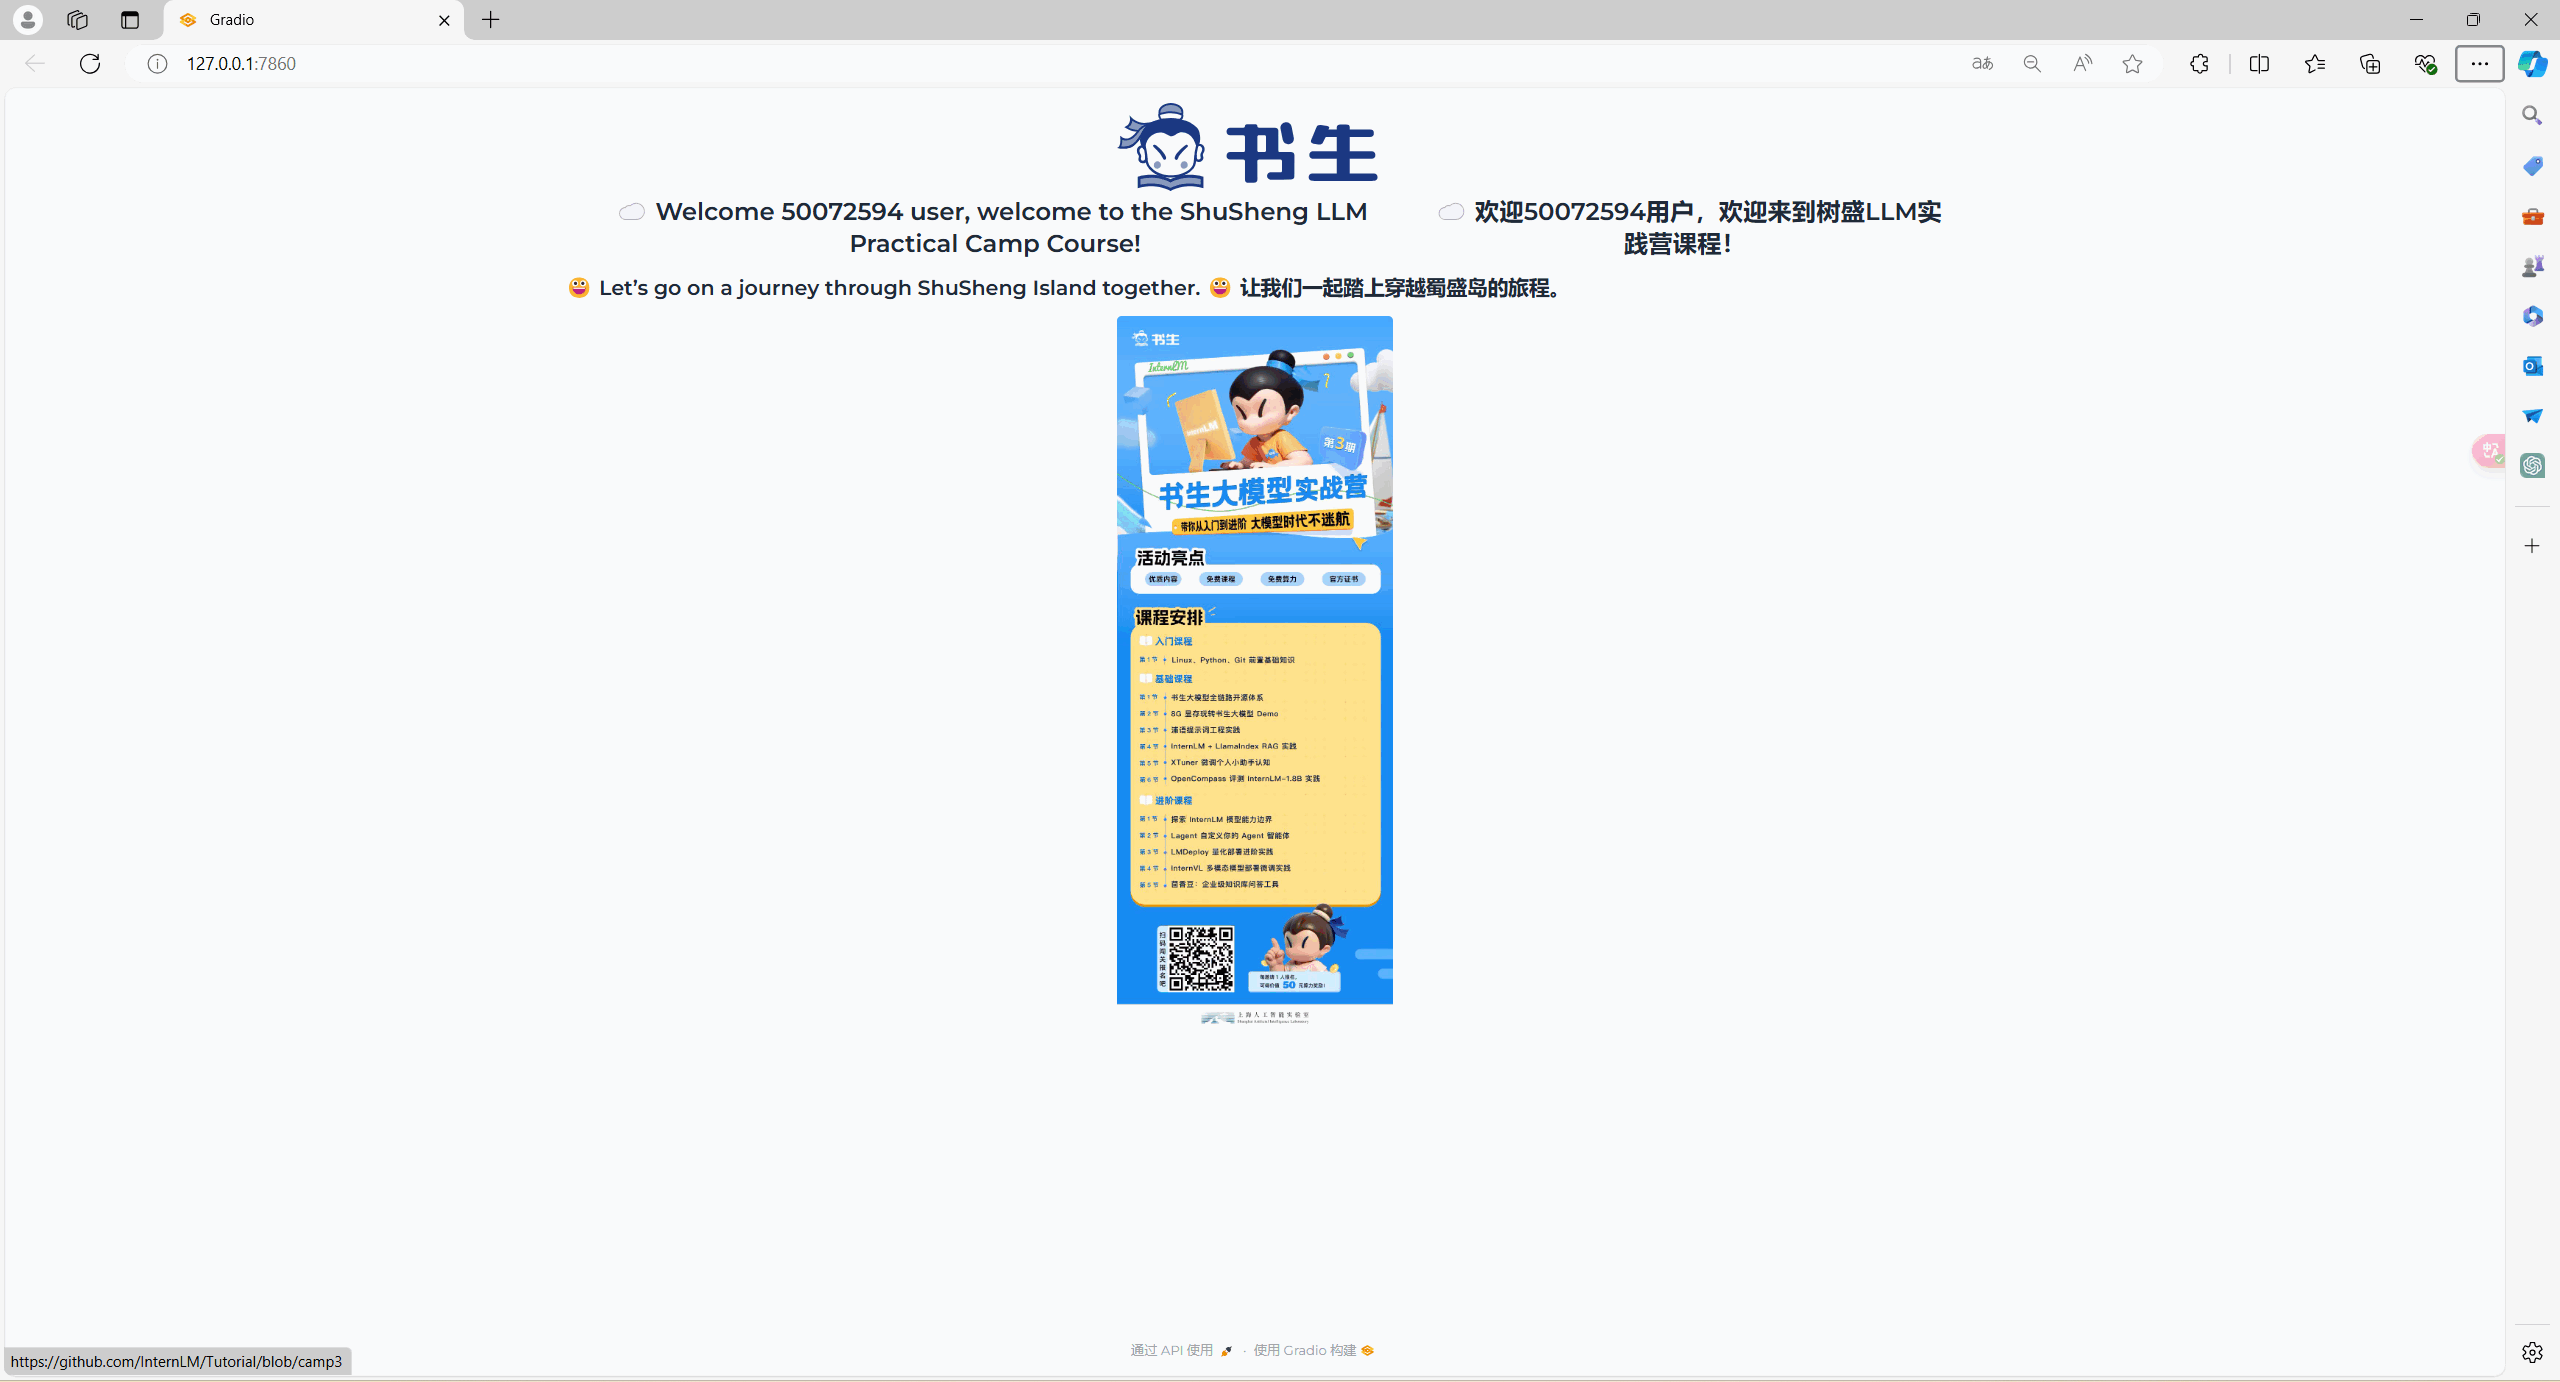 Gradio
127.0.0.1:7860
书生
Welcome 50072594 user, welcome to the ShuSheng LLM
Practical Camp Course!
欢迎50072594用户，欢迎来到树盛LLM实
践营课程！
Let’s go on a journey through ShuSheng Island together.
让我们一起踏上穿越蜀盛岛的旅程。
书生
InternLM
InternLM
第3期
书生大模型实战营
带你从入门到进阶 大模型时代不迷航
活动亮点
优质内容 免费课程 免费算力 官方证书
课程安排
入门课程
第1节 Linux、Python、Git 前置基础知识
基础课程
第1节 书生大模型全链路开源体系
第2节 8G 显存玩转书生大模型 Demo
第3节 浦语提示词工程实践
第4节 InternLM + LlamaIndex RAG 实践
第5节 XTuner 微调个人小助手认知
第6节 OpenCompass 评测 InternLM-1.8B 实践
进阶课程
第1节 探索 InternLM 模型能力边界
第2节 Lagent 自定义你的 Agent 智能体
第3节 LMDeploy 量化部署进阶实践
第4节 InternVL 多模态模型部署微调实践
第5节 茴香豆：企业级知识库问答工具
扫码闯关报名吧
50
上海人工智能实验室
Shanghai Artificial Intelligence Laboratory
通过 API 使用 · 使用 Gradio 构建
https://github.com/InternLM/Tutorial/blob/camp3